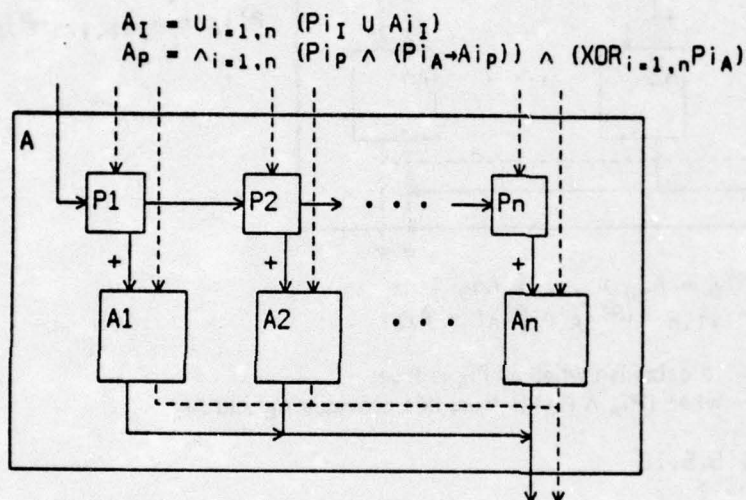 A_I = ∪_{i=1,n} (Pi_I ∪ Ai_I)
A_P = ∧_{i=1,n} (Pi_P ∧ (Pi_A→Ai_P)) ∧ (XOR_{i=1,n}Pi_A)
A
P1 P2 . . . Pn
+ + +
A1 A2 . . . An